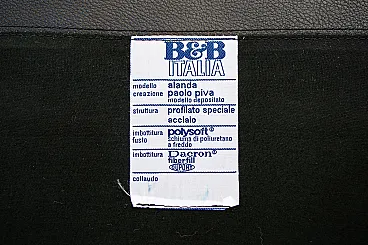 B&B
ITALIA
modello alanda
creazione paolo piva
modello depositato
struttura profilato speciale
acciaio
imbottitura polysoft®
fusto schiuma di poliuretano
a freddo
imbottitura Dacron®
fiberfill
DUPONT
collaudo